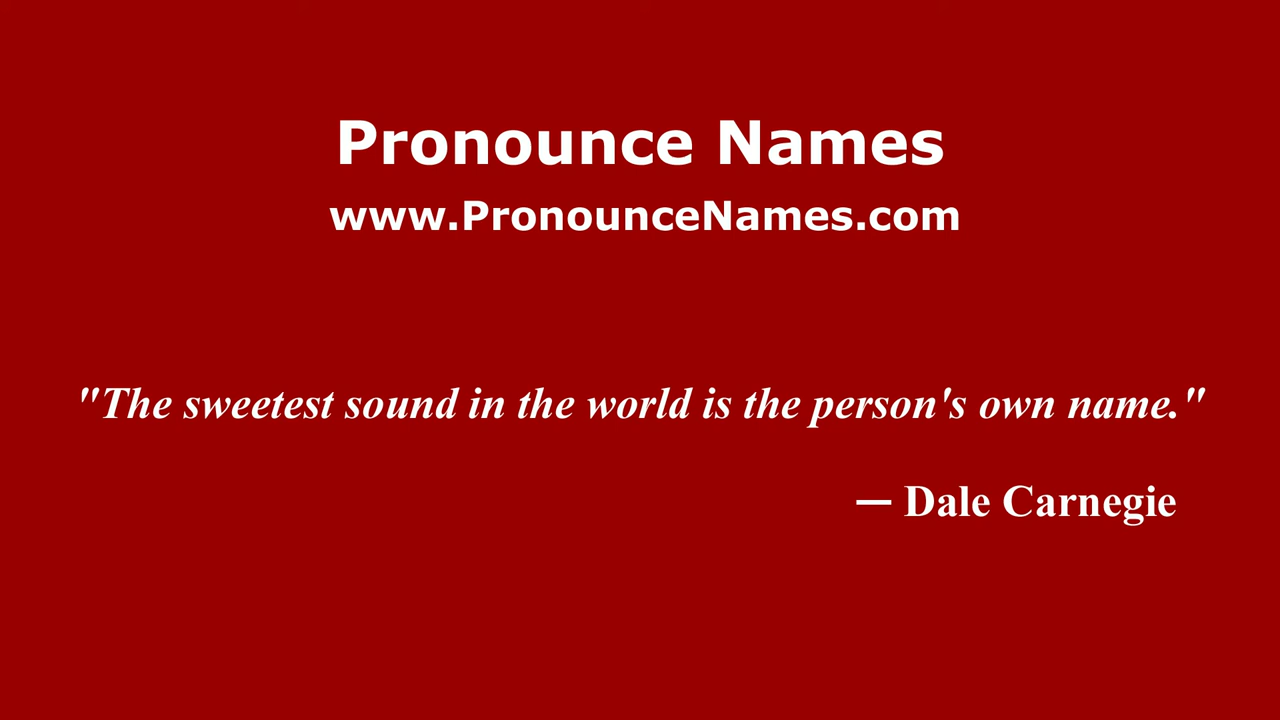 Pronounce Names
www.PronounceNames.com
"The sweetest sound in the world is the person's own name."
— Dale Carnegie